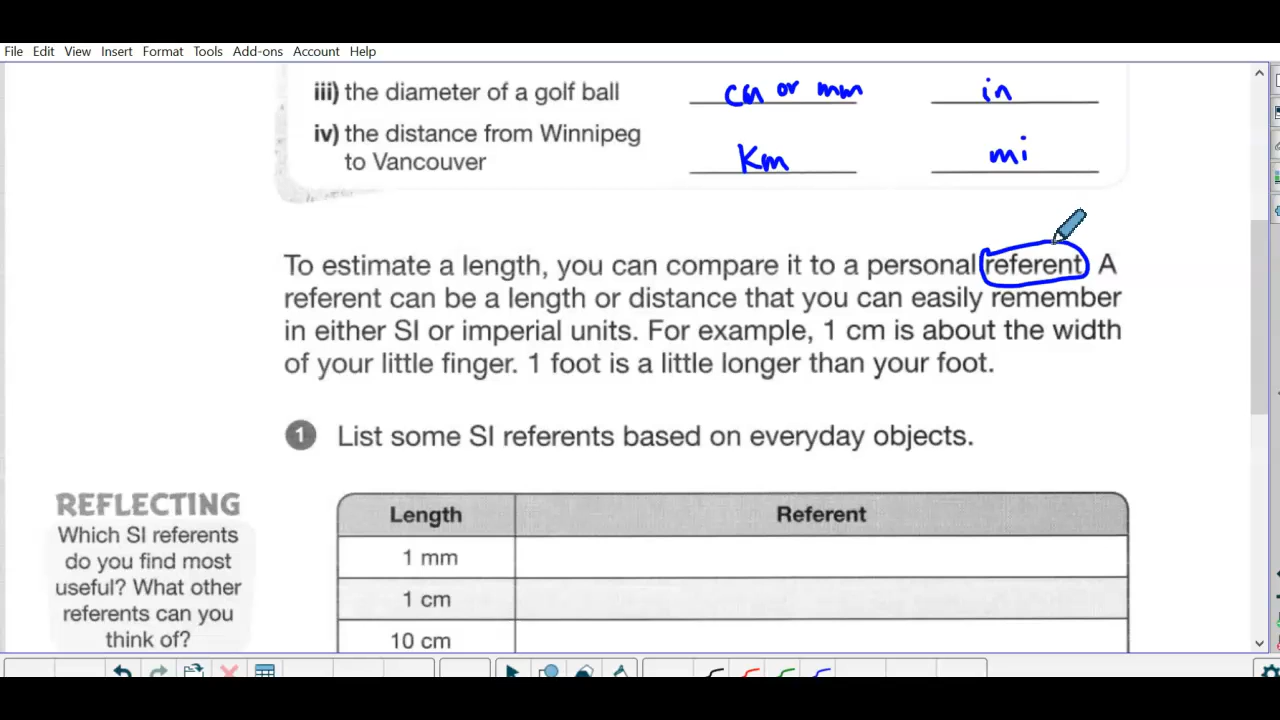 File Edit View Insert Format Tools Add-ons Account Help
iii) the diameter of a golf ball cm or mm in
iv) the distance from Winnipeg
to Vancouver Km mi
To estimate a length, you can compare it to a personal referent. A
referent can be a length or distance that you can easily remember
in either SI or imperial units. For example, 1 cm is about the width
of your little finger. 1 foot is a little longer than your foot.
1 List some SI referents based on everyday objects.
REFLECTING
Which SI referents
do you find most
useful? What other
referents can you
think of?
Length Referent
1 mm
1 cm
10 cm